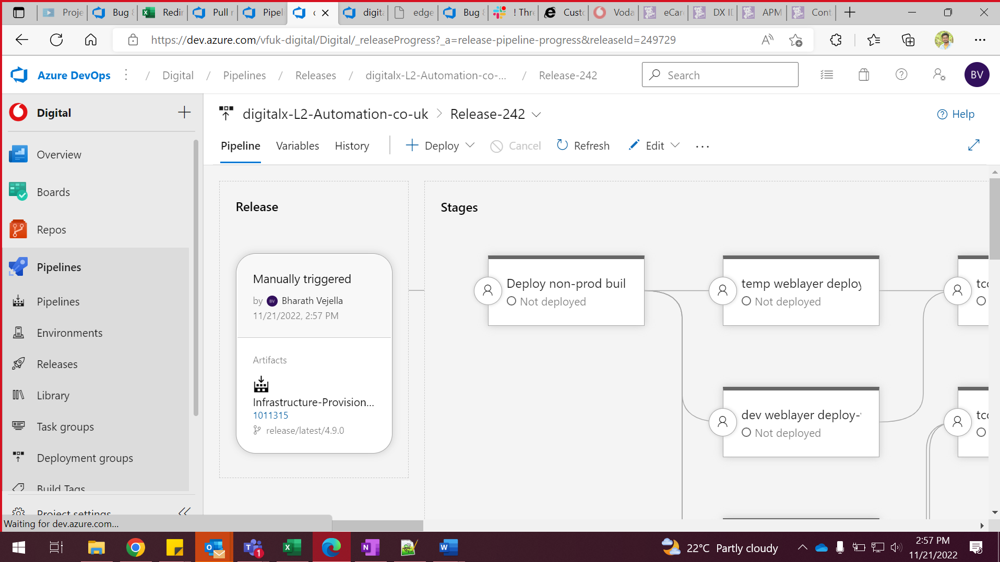 Proje
Bug 8
Redir
Pull r
Pipel
digita
edge
Bug 8
! Thre
Custo
Voda
eCar
DX I
APM
Cont
https://dev.azure.com/vfuk-digital/Digital/_releaseProgress?_a=release-pipeline-progress&releaseId=249729
Azure DevOps / Digital / Pipelines / Releases / digitalx-L2-Automation-co-... / Release-242
Search
BV
Digital
digitalx-L2-Automation-co-uk > Release-242
Help
Pipeline Variables History Deploy Cancel Refresh Edit ...
Overview
Boards
Repos
Pipelines
Pipelines
Environments
Releases
Library
Task groups
Deployment groups
Build Tags
Project settings
Release
Manually triggered
by BV Bharath Vejella
11/21/2022, 2:57 PM
Artifacts
Infrastructure-Provision...
1011315
release/latest/4.9.0
Stages
Deploy non-prod buil
Not deployed
temp weblayer deploy
Not deployed
tcc
dev weblayer deploy-
Not deployed
tcc
Waiting for dev.azure.com...
1
22°C Partly cloudy
2:57 PM
11/21/2022